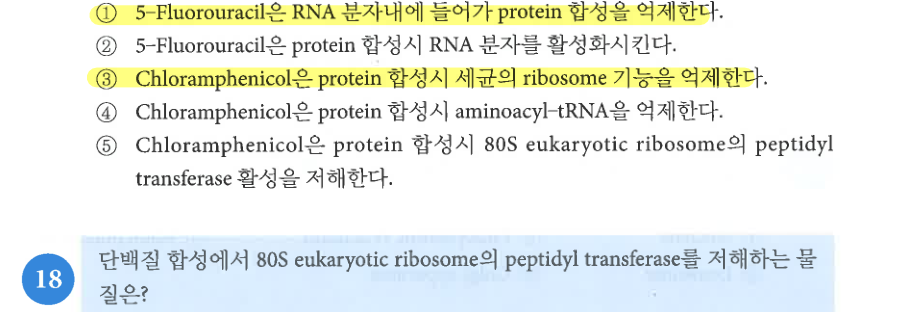 ① 5-Fluorouracil은 RNA 분자내에 들어가 protein 합성을 억제한다.
② 5-Fluorouracil은 protein 합성시 RNA 분자를 활성화시킨다.
③ Chloramphenicol은 protein 합성시 세균의 ribosome 기능을 억제한다.
④ Chloramphenicol은 protein 합성시 aminoacyl-tRNA을 억제한다.
⑤ Chloramphenicol은 protein 합성시 80S eukaryotic ribosome의 peptidyl
transferase 활성을 저해한다.
18 단백질 합성에서 80S eukaryotic ribosome의 peptidyl transferase를 저해하는 물
질은?